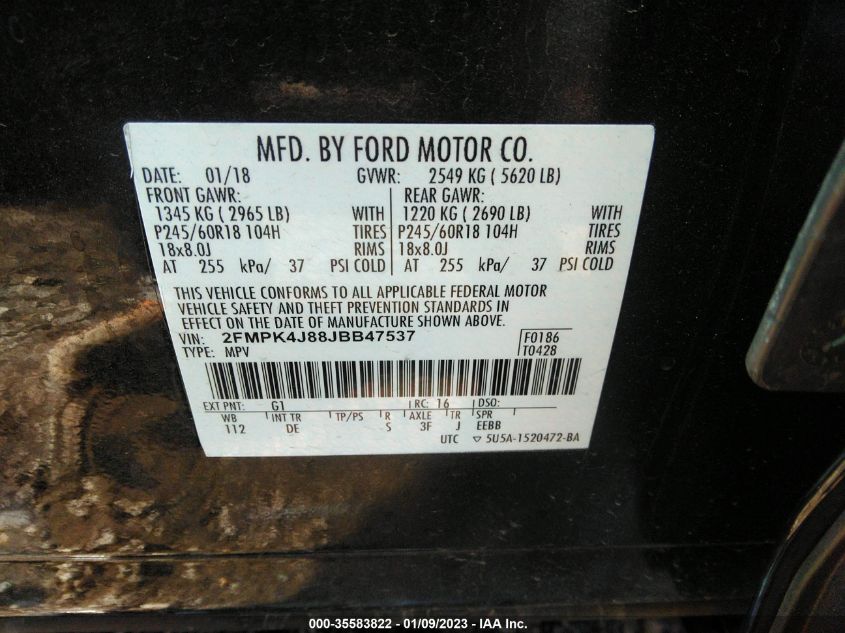 MFD. BY FORD MOTOR CO.
DATE: 01/18 GVWR: 2549 KG ( 5620 LB)
FRONT GAWR: REAR GAWR:
1345 KG ( 2965 LB) WITH 1220 KG ( 2690 LB) WITH
P245/60R18 104H TIRES P245/60R18 104H TIRES
18x8.0J RIMS 18x8.0J RIMS
AT 255 kPa/ 37 PSI COLD AT 255 kPa/ 37 PSI COLD
THIS VEHICLE CONFORMS TO ALL APPLICABLE FEDERAL MOTOR
VEHICLE SAFETY AND THEFT PREVENTION STANDARDS IN
EFFECT ON THE DATE OF MANUFACTURE SHOWN ABOVE.
VIN: 2FMPK4J88JBB47537 F0186
TYPE: MPV T0428
EXT PNT: G1 RC: 16 DSO:
WB INT TR TP/PS R AXLE TR SPR
112 DE S 3F J EEBB
UTC ▽ 5U5A-1520472-BA
000-35583822 - 01/09/2023 - IAA Inc.